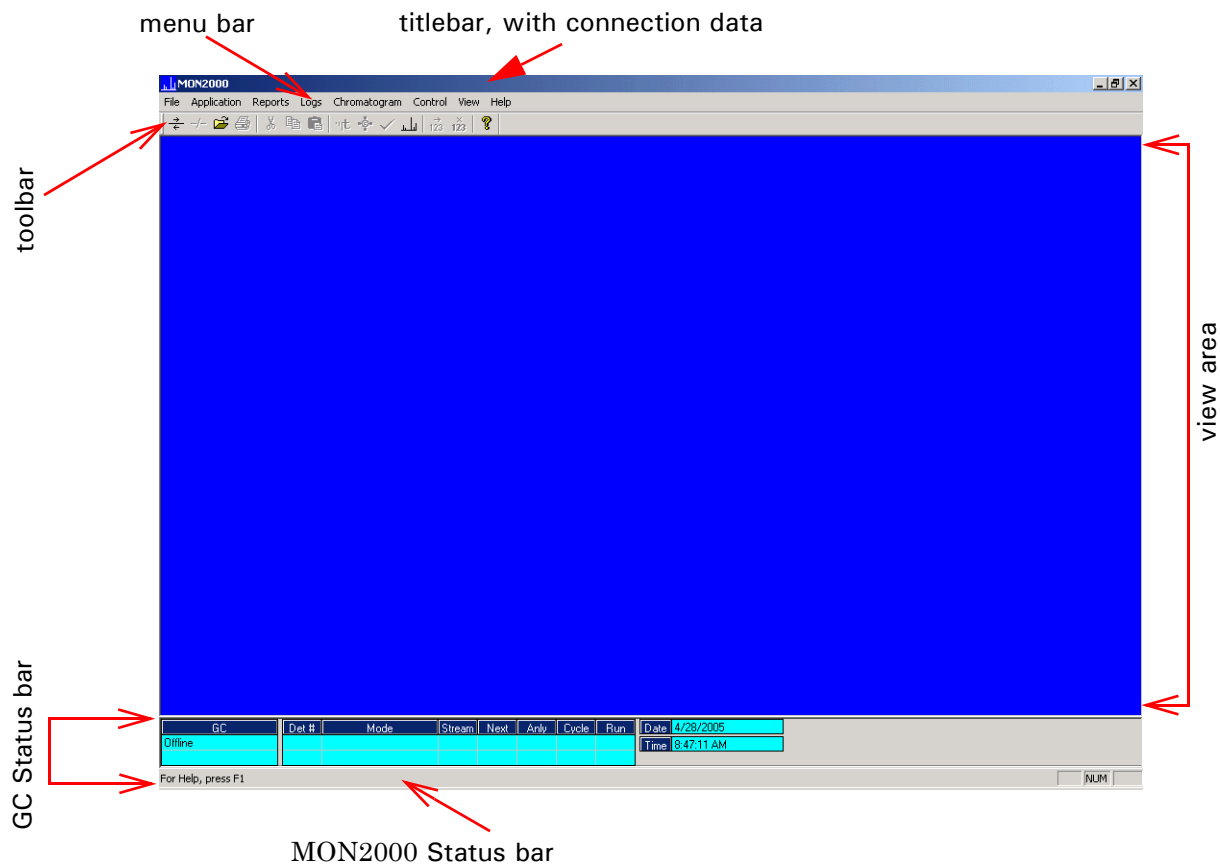 menu bar
titlebar, with connection data
MON2000
File Application Reports Logs Chromatogram Control View Help
123 123 ?
toolbar
view area
GC Status bar
GC Det # Mode Stream Next Anly Cycle Run Date 4/28/2005
Offline Time 8:47:11 AM
For Help, press F1 NUM
MON2000 Status bar